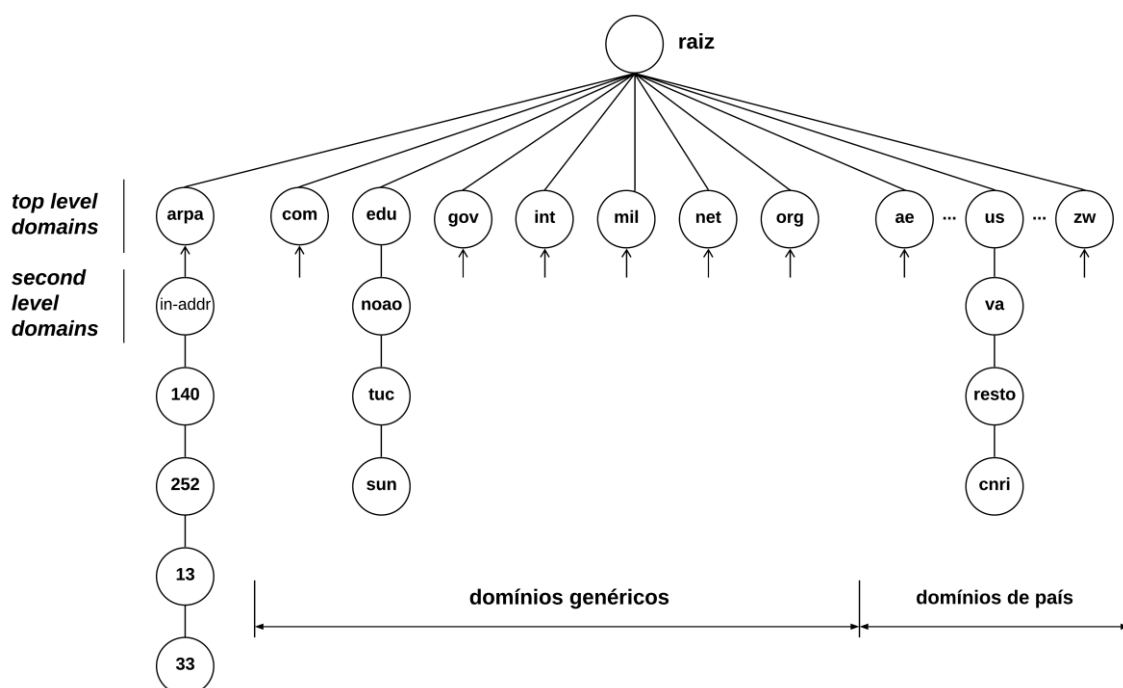 raiz
top level
domains
arpa
com
edu
gov
int
mil
net
org
ae
...
us
...
zw
second
level
domains
in-addr
noao
va
140
tuc
resto
252
sun
cnri
13
domínios genéricos
domínios de país
33